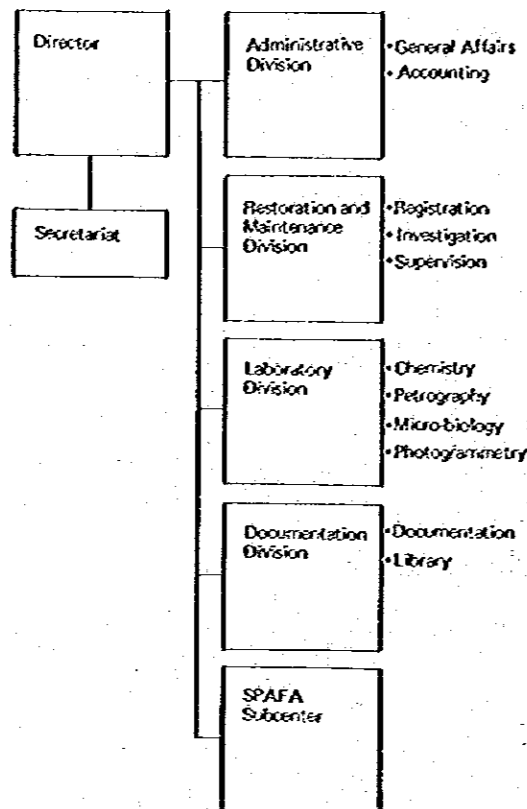 Director
Secretariat
Administrative
Division
• General Affairs
• Accounting
Restoration and
Maintenance
Division
• Registration
• Investigation
• Supervision
Laboratory
Division
• Chemistry
• Petrography
• Micro-biology
• Photogrammetry
Documentation
Division
• Documentation
• Library
SPAFA
Subcenter